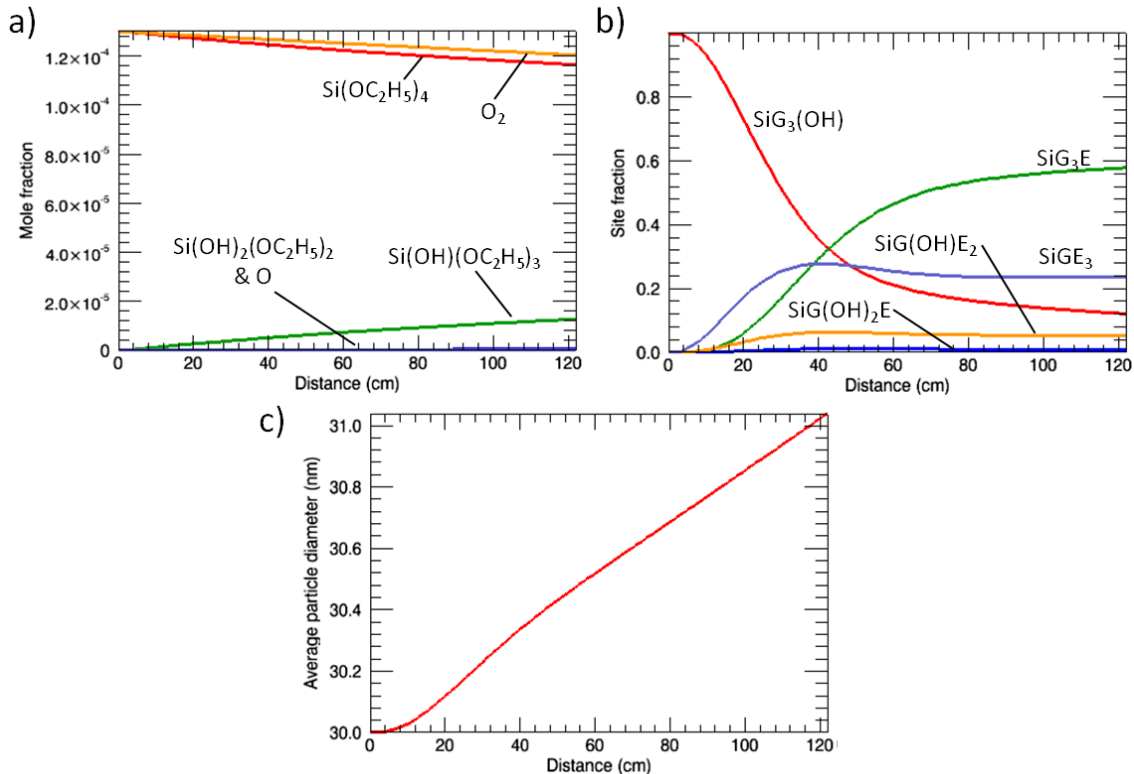 a)
1.2×10⁻⁴
1.0×10⁻⁴
8.0×10⁻⁵
6.0×10⁻⁵
4.0×10⁻⁵
2.0×10⁻⁵
0
Mole fraction
Si(OC₂H₅)₄
O₂
Si(OH)₂(OC₂H₅)₂
& O
Si(OH)(OC₂H₅)₃
0 20 40 60 80 100 120
Distance (cm)
b)
0.8
0.6
0.4
0.2
0.0
Site fraction
SiG₃(OH)
SiG₃E
SiG(OH)E₂
SiGE₃
SiG(OH)₂E
0 20 40 60 80 100 120
Distance (cm)
c)
31.0
30.8
30.6
30.4
30.2
30.0
Average particle diameter (nm)
0 20 40 60 80 100 120
Distance (cm)